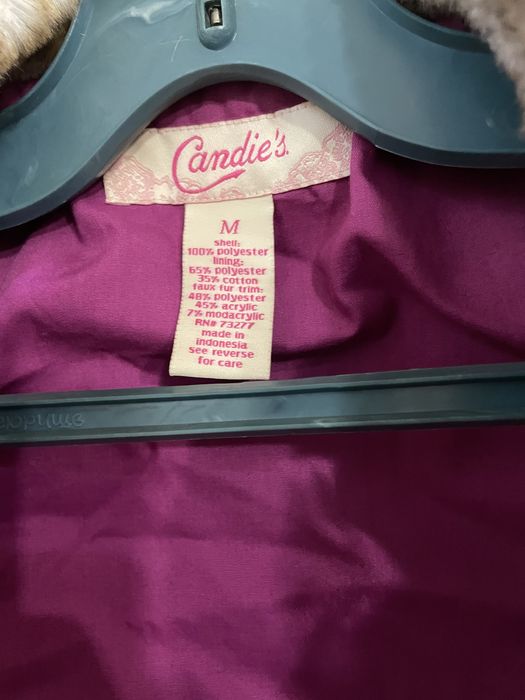 Candie's.
M
shell:
100% polyester
lining:
65% polyester
35% cotton
faux fur trim:
48% polyester
45% acrylic
7% modacrylic
RN# 73277
made in
indonesia
see reverse
for care